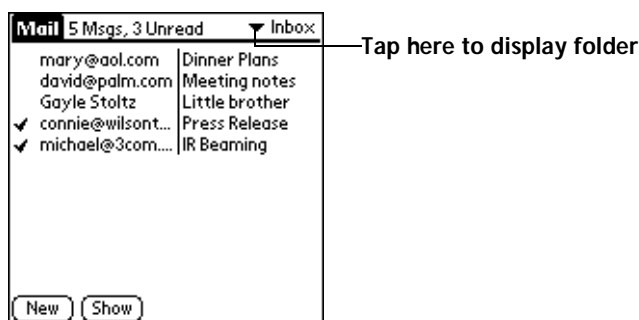 Mail 5 Msgs, 3 Unread Inbox
Tap here to display folder
mary@aol.com Dinner Plans
david@palm.com Meeting notes
Gayle Stoltz Little brother
connie@wilsont... Press Release
michael@3com.... IR Beaming
New Show